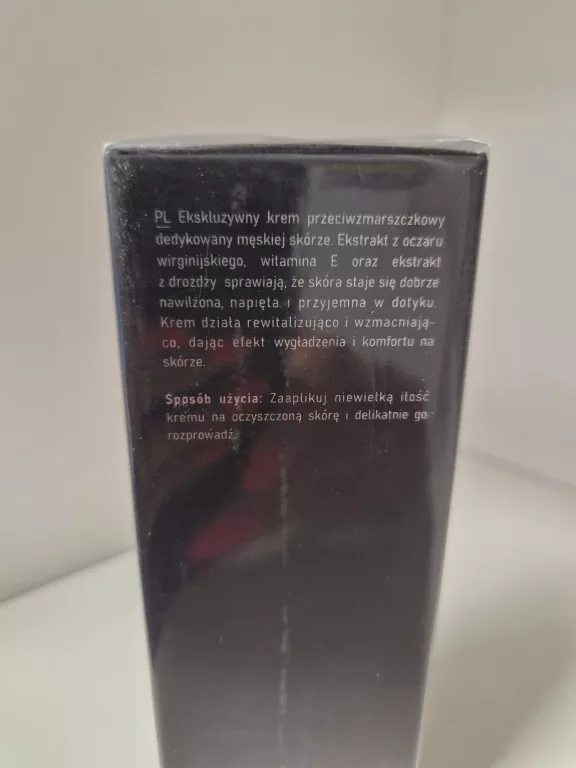 PL Ekskluzywny krem przeciwzmarszczkowy
dedykowany męskiej skórze. Ekstrakt z oczaru
wirginijskiego, witamina E oraz ekstrakt
z drożdży sprawiają, że skóra staje się dobrze
nawilżona, napięta i przyjemna w dotyku.
Krem działa rewitalizująco i wzmacniają-
co, dając efekt wygładzenia i komfortu na
skórze.
Sposób użycia: Zaaplikuj niewielką ilość
kremu na oczyszczoną skórę i delikatnie go
rozprowadź.